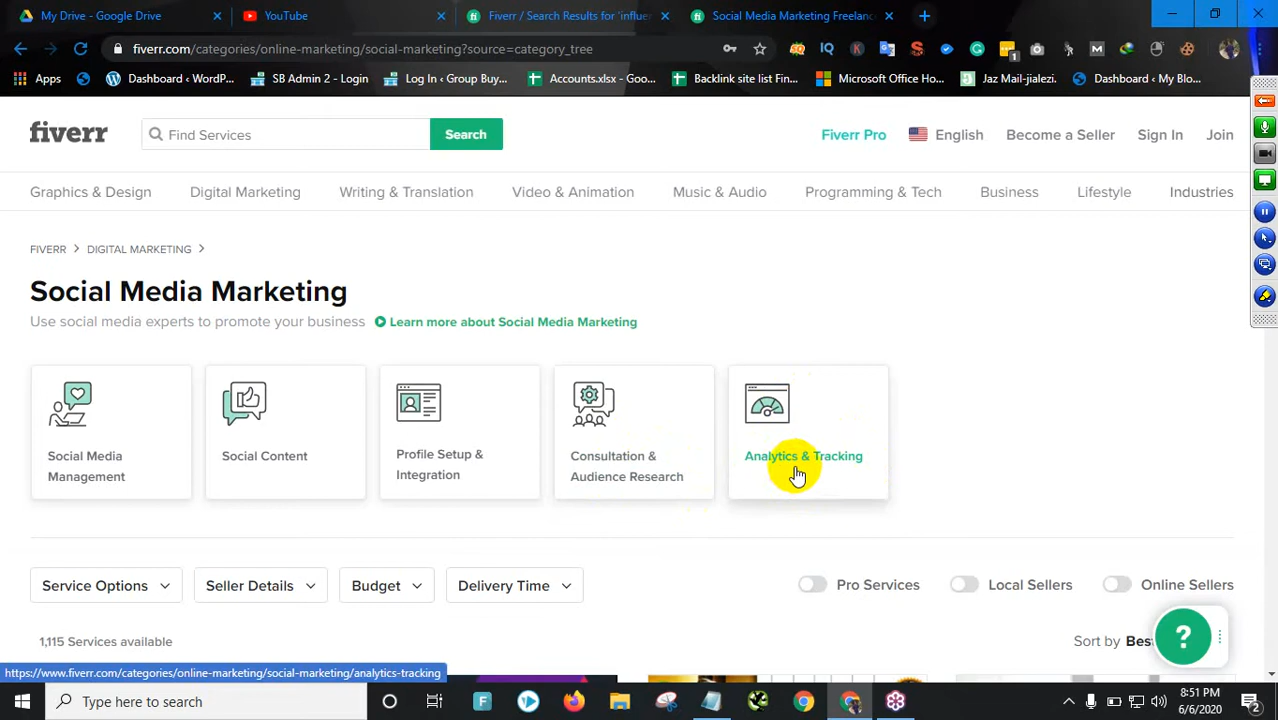 My Drive - Google Drive
YouTube
Fiverr / Search Results for 'influe
Social Media Marketing Freelanc
fiverr.com/categories/online-marketing/social-marketing?source=category_tree
Apps
Dashboard ‹ WordP...
SB Admin 2 - Login
Log In ‹ Group Buy...
Accounts.xlsx - Goo...
Backlink site list Fin...
Microsoft Office Ho...
Jaz Mail-jialezi.
Dashboard ‹ My Blo...
fiverr
Find Services
Search
Fiverr Pro
English
Become a Seller
Sign In
Join
Graphics & Design
Digital Marketing
Writing & Translation
Video & Animation
Music & Audio
Programming & Tech
Business
Lifestyle
Industries
FIVERR
DIGITAL MARKETING
Social Media Marketing
Use social media experts to promote your business
Learn more about Social Media Marketing
Social Media
Management
Social Content
Profile Setup &
Integration
Consultation &
Audience Research
Analytics & Tracking
Service Options
Seller Details
Budget
Delivery Time
Pro Services
Local Sellers
Online Sellers
1,115 Services available
Sort by Bes
?
https://www.fiverr.com/categories/online-marketing/social-marketing/analytics-tracking
Type here to search
8:51 PM
6/6/2020
2